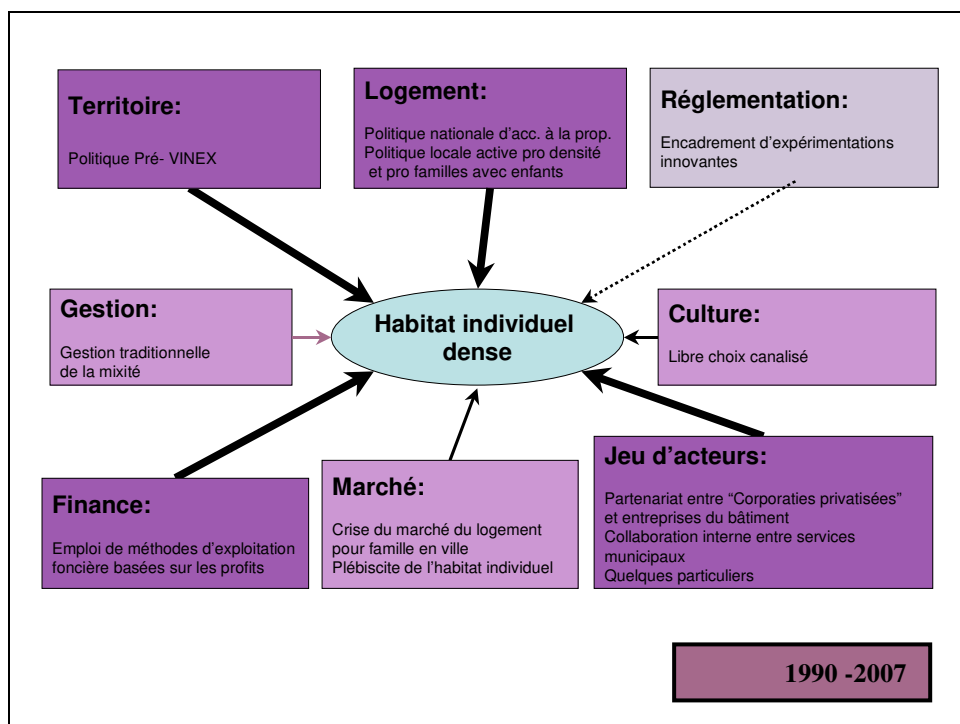 Territoire:
Politique Pré- VINEX
Logement:
Politique nationale d'acc. à la prop.
Politique locale active pro densité
et pro familles avec enfants
Réglementation:
Encadrement d'expérimentations
innovantes
Gestion:
Gestion traditionnelle
de la mixité
Habitat individuel
dense
Culture:
Libre choix canalisé
Finance:
Emploi de méthodes d'exploitation
foncière basées sur les profits
Marché:
Crise du marché du logement
pour famille en ville
Plébiscite de l'habitat individuel
Jeu d'acteurs:
Partenariat entre "Corporaties privatisées"
et entreprises du bâtiment
Collaboration interne entre services
municipaux
Quelques particuliers
1990 -2007